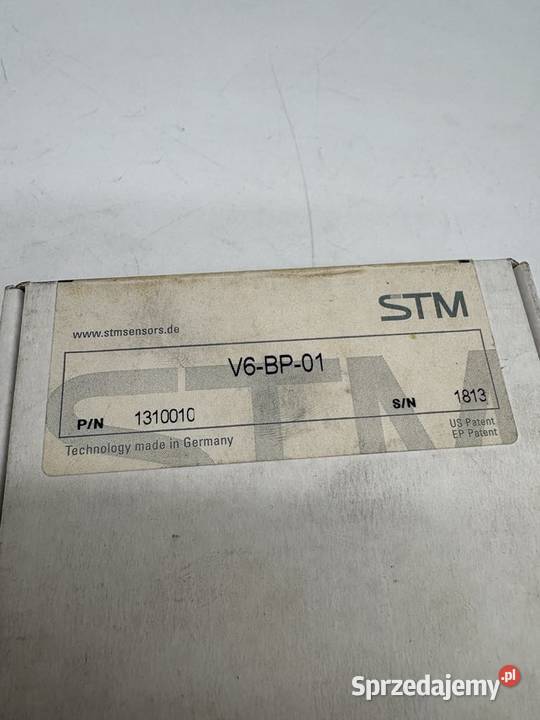 STM
www.stmsensors.de
V6-BP-01
P/N 1310010 S/N 1813
Technology made in Germany
US Patent
EP Patent
STM
Sprzedajemy.pl